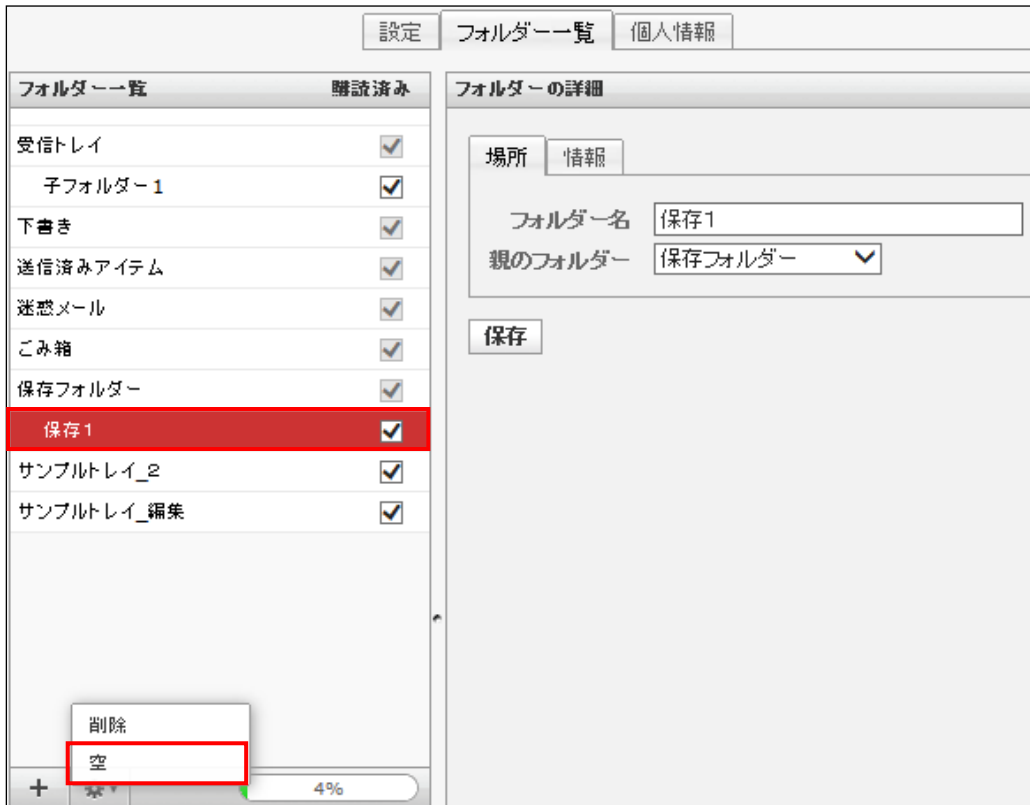 設定 フォルダー一覧 個人情報
フォルダー一覧 購読済み
受信トレイ
子フォルダー1
下書き
送信済みアイテム
迷惑メール
ごみ箱
保存フォルダー
保存1
サンプルトレイ_2
サンプルトレイ_編集
削除
空
4%
フォルダーの詳細
場所 情報
フォルダー名 保存1
親のフォルダー 保存フォルダー
保存